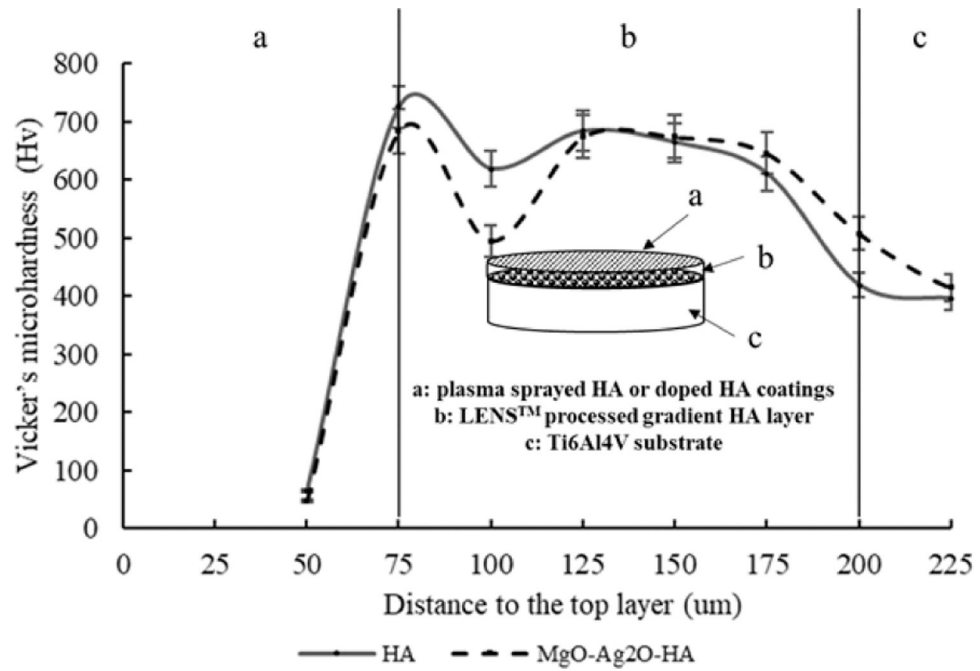 a b c
800
700
600
500
400
300
200
100
0
Vicker's microhardness (Hv)
a
b
c
a: plasma sprayed HA or doped HA coatings
b: LENS™ processed gradient HA layer
c: Ti6Al4V substrate
0 25 50 75 100 125 150 175 200 225
Distance to the top layer (um)
HA MgO-Ag2O-HA